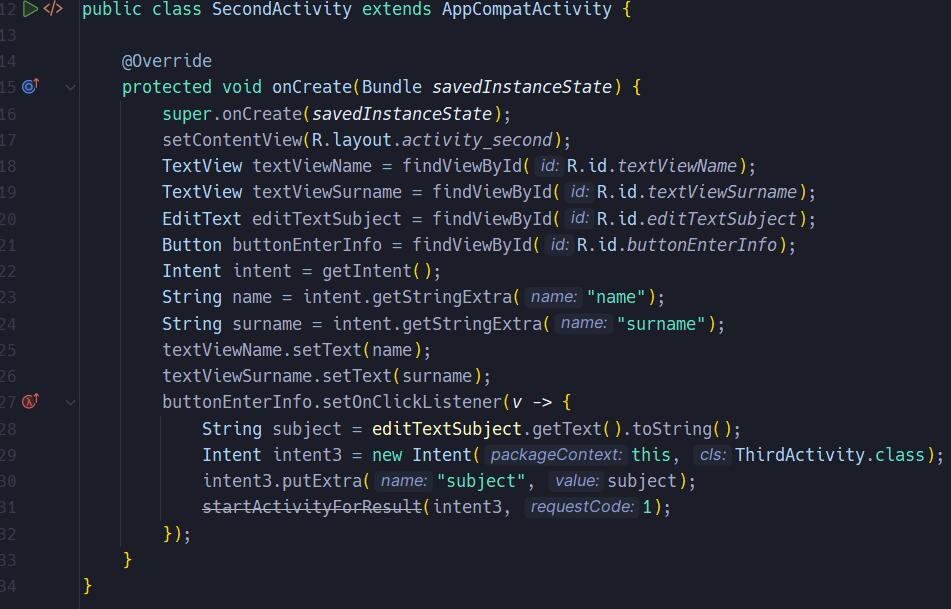 12 public class SecondActivity extends AppCompatActivity {
13
14 @Override
15 protected void onCreate(Bundle savedInstanceState) {
16 super.onCreate(savedInstanceState);
17 setContentView(R.layout.activity_second);
18 TextView textViewName = findViewById( id: R.id.textViewName);
19 TextView textViewSurname = findViewById( id: R.id.textViewSurname);
20 EditText editTextSubject = findViewById( id: R.id.editTextSubject);
21 Button buttonEnterInfo = findViewById( id: R.id.buttonEnterInfo);
22 Intent intent = getIntent();
23 String name = intent.getStringExtra( name: "name");
24 String surname = intent.getStringExtra( name: "surname");
25 textViewName.setText(name);
26 textViewSurname.setText(surname);
27 buttonEnterInfo.setOnClickListener(v -> {
28 String subject = editTextSubject.getText().toString();
29 Intent intent3 = new Intent( packageContext: this, cls: ThirdActivity.class);
30 intent3.putExtra( name: "subject", value: subject);
31 startActivityForResult(intent3, requestCode: 1);
32 });
33 }
34 }